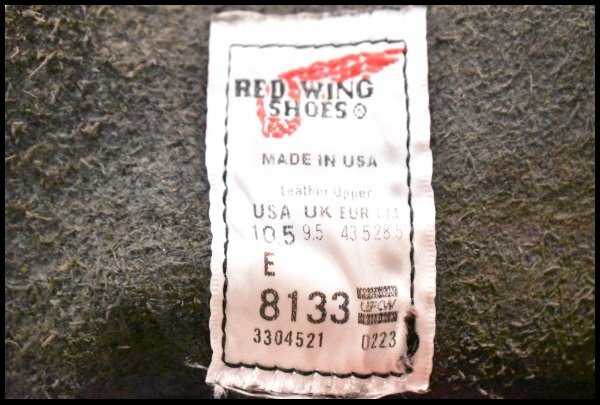 RED WING
SHOES®
MADE IN USA
Leather Upper
USA UK EUR CM
10.5 9.5 43.5 28.5
E
8133 UFCW
3304521 0223